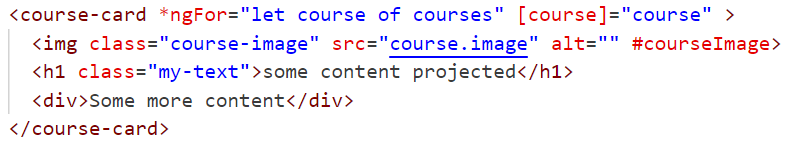 <course-card *ngFor="let course of courses" [course]="course" >
<img class="course-image" src="course.image" alt="" #courseImage>
<h1 class="my-text">some content projected</h1>
<div>Some more content</div>
</course-card>